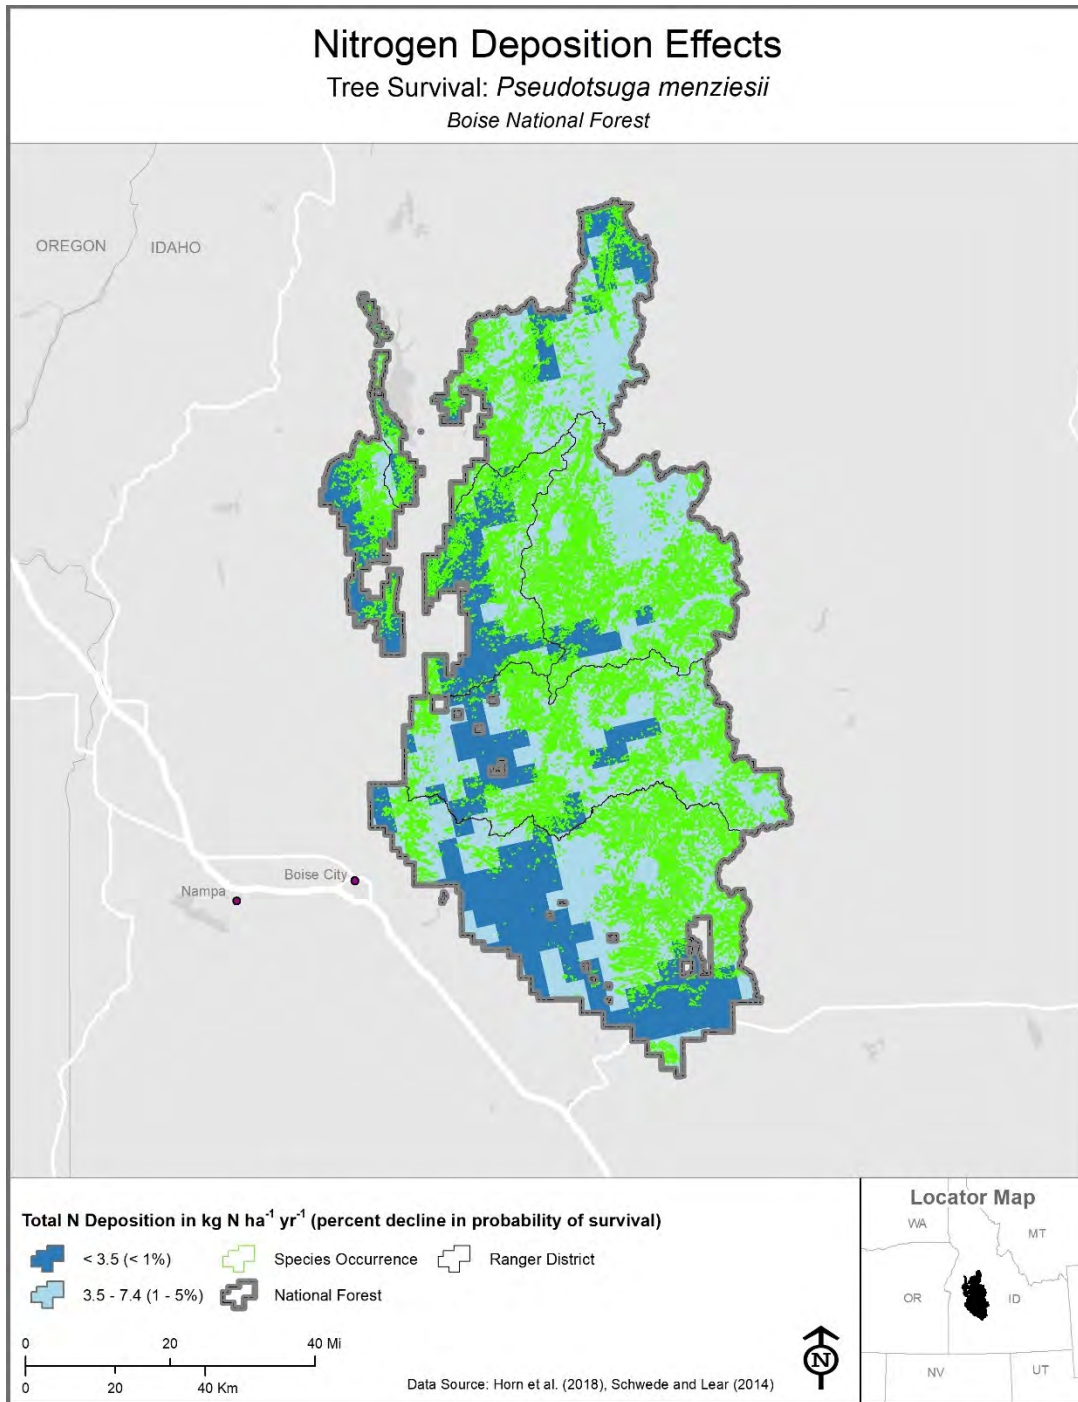 Nitrogen Deposition Effects
Tree Survival: Pseudotsuga menziesii
Boise National Forest
OREGON
IDAHO
Boise City
Nampa
Total N Deposition in kg N ha⁻¹ yr⁻¹ (percent decline in probability of survival)
< 3.5 (< 1%)
Species Occurrence
Ranger District
3.5 - 7.4 (1 - 5%)
National Forest
0 20 40 Mi
0 20 40 Km
Data Source: Horn et al. (2018), Schwede and Lear (2014)
N
Locator Map
WA
MT
OR
ID
NV
UT